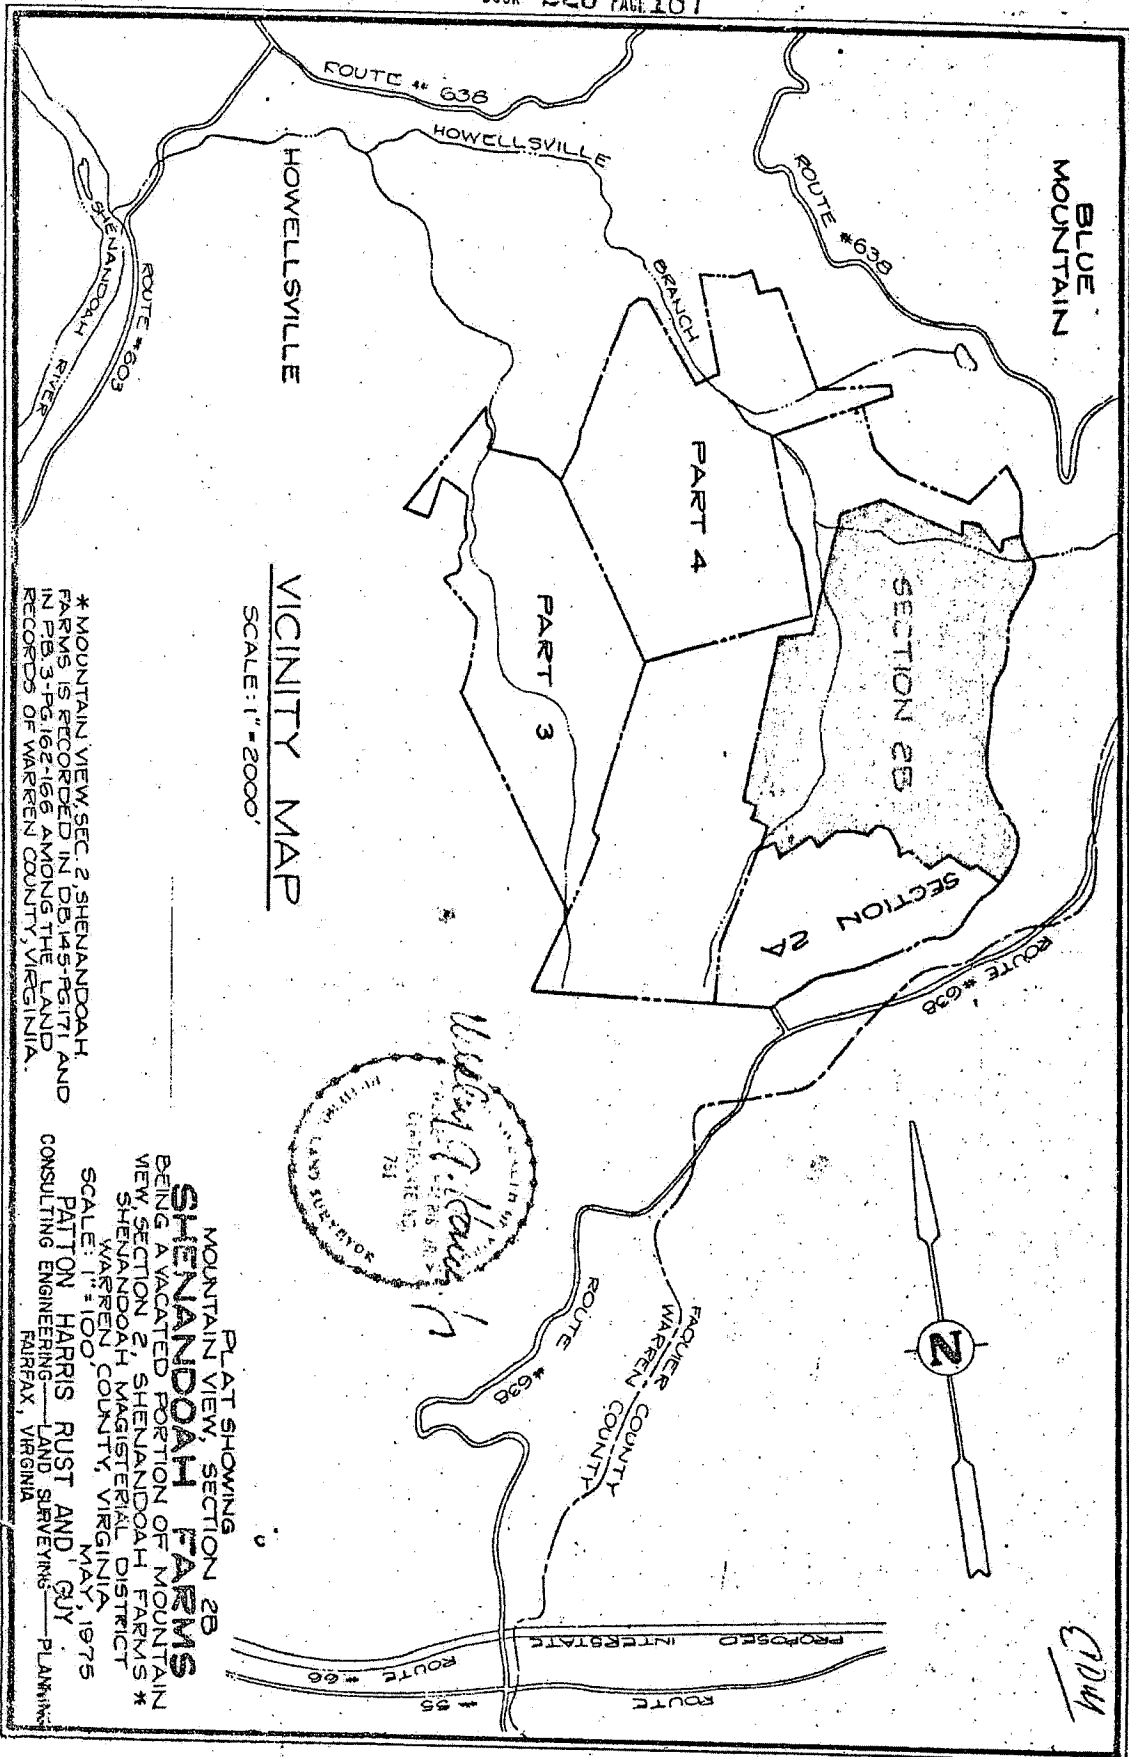 PAGE 167
BLUE
MOUNTAIN
ROUTE #638
ROUTE # 638
HOWELLSVILLE
BRANCH
HOWELLSVILLE
ROUTE #603
SHENANDOAH RIVER
PART 4
PART 3
SECTION 2B
SECTION 2A
ROUTE #638
VICINITY MAP
SCALE: 1"=2000'
* MOUNTAIN VIEW, SEC. 2, SHENANDOAH
FARMS IS RECORDED IN D.B. 145-PG. 171 AND
IN P.B. 3-PG. 162-166 AMONG THE LAND
RECORDS OF WARREN COUNTY, VIRGINIA.
N
FAQUIER COUNTY
WARREN COUNTY
ROUTE #638
PROPOSED INTERSTATE
ROUTE #66
ROUTE #55
LAND SURVEYOR
PLAT SHOWING
MOUNTAIN VIEW, SECTION 2B
SHENANDOAH FARMS
BEING A VACATED PORTION OF MOUNTAIN
VIEW, SECTION 2, SHENANDOAH FARMS *
SHENANDOAH MAGISTERIAL DISTRICT
WARREN COUNTY, VIRGINIA
SCALE: 1"=100' MAY, 1975
PATTON HARRIS RUST AND GUY
CONSULTING ENGINEERING—LAND SURVEYING—PLANNING
FAIRFAX, VIRGINIA